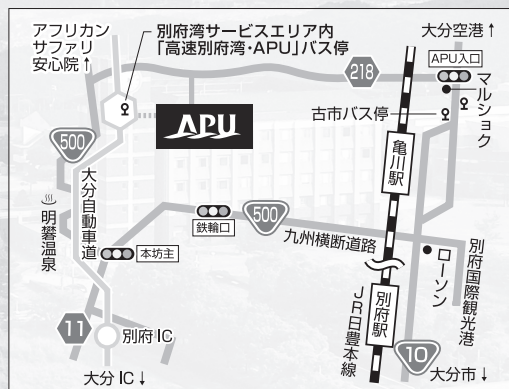 アフリカン
サファリ
安心院↑
別府湾サービスエリア内
「高速別府湾・APU」バス停
大分空港↑
APU入口
マルショク
218
古市バス停
APU
500
亀川駅
大分自動車道
明礬温泉
鉄輪口
500
九州横断道路
本坊主
ローソン
別府国際観光港
別府駅
JR日豊本線
11
別府IC
10
大分IC↓
大分市↓